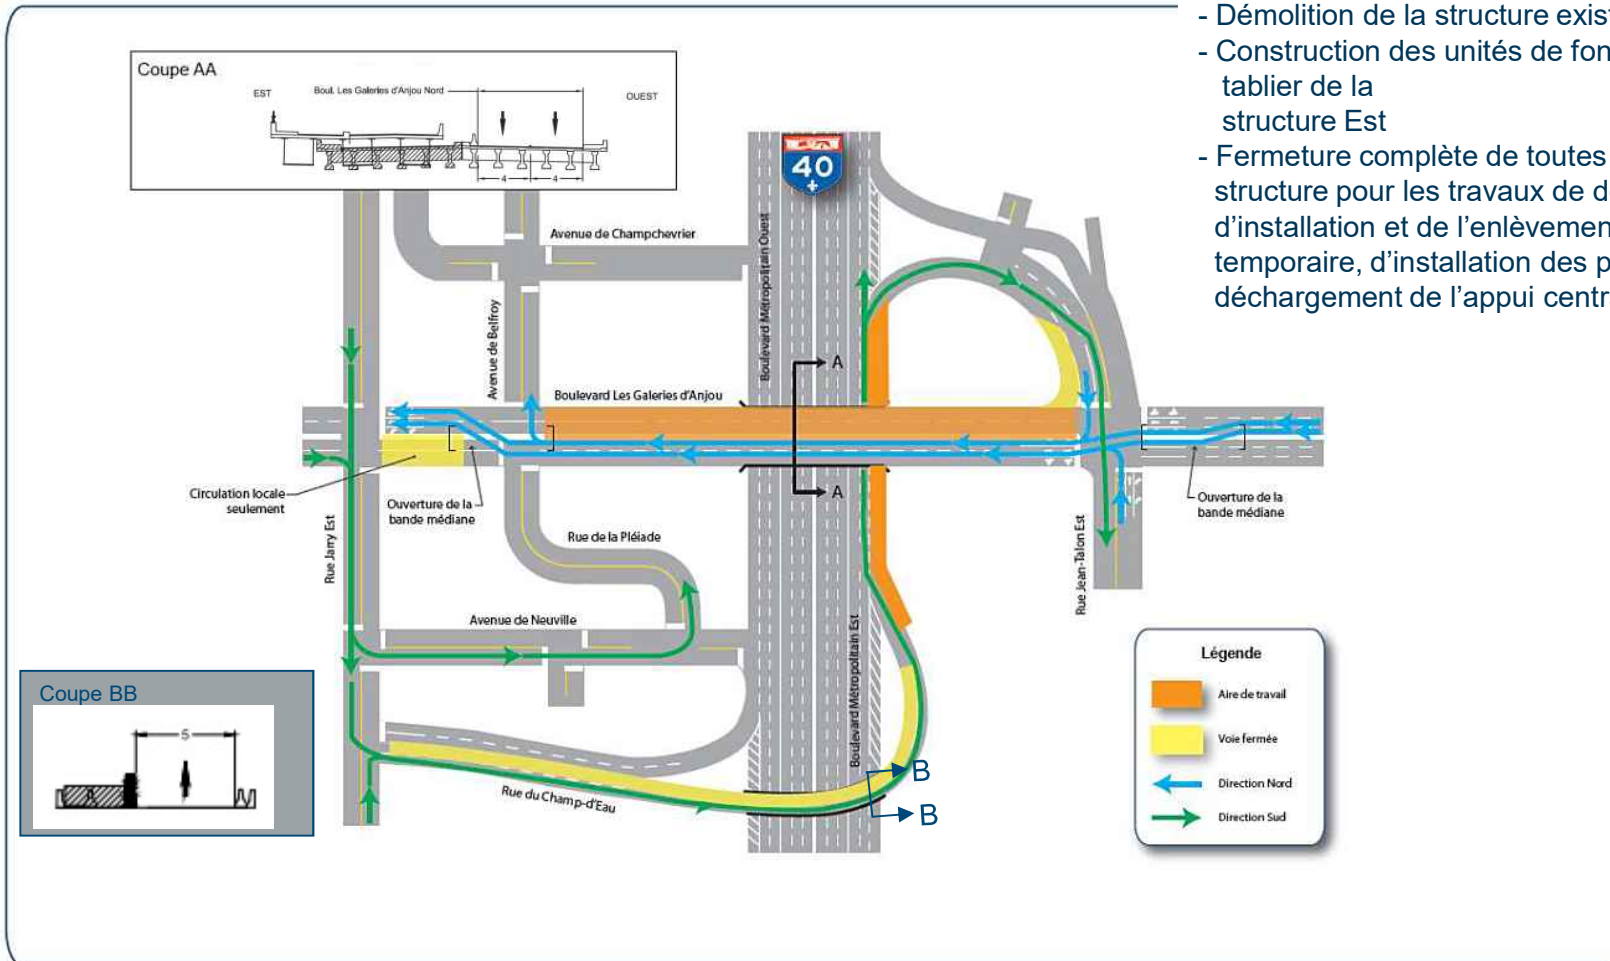 - Démolition de la structure exis
- Construction des unités de fon
tablier de la
structure Est
- Fermeture complète de toutes
structure pour les travaux de d
d'installation et de l'enlèvemen
temporaire, d'installation des p
déchargement de l'appui centr
Coupe AA
EST
Boul. Les Galeries d'Anjou Nord
OUEST
4
4
40
Avenue de Champchevrier
Boulevard Métropolitain Ouest
Avenue de Belfroy
A
Boulevard Les Galeries d'Anjou
A
Circulation locale
seulement
Ouverture de la
bande médiane
Ouverture de la
bande médiane
Rue Jarry Est
Rue de la Pléiade
Rue Jean-Talon Est
Avenue de Neuville
Boulevard Métropolitain Est
Coupe BB
5
Rue du Champ-d'Eau
B
B
Légende
Aire de travail
Voie fermée
Direction Nord
Direction Sud